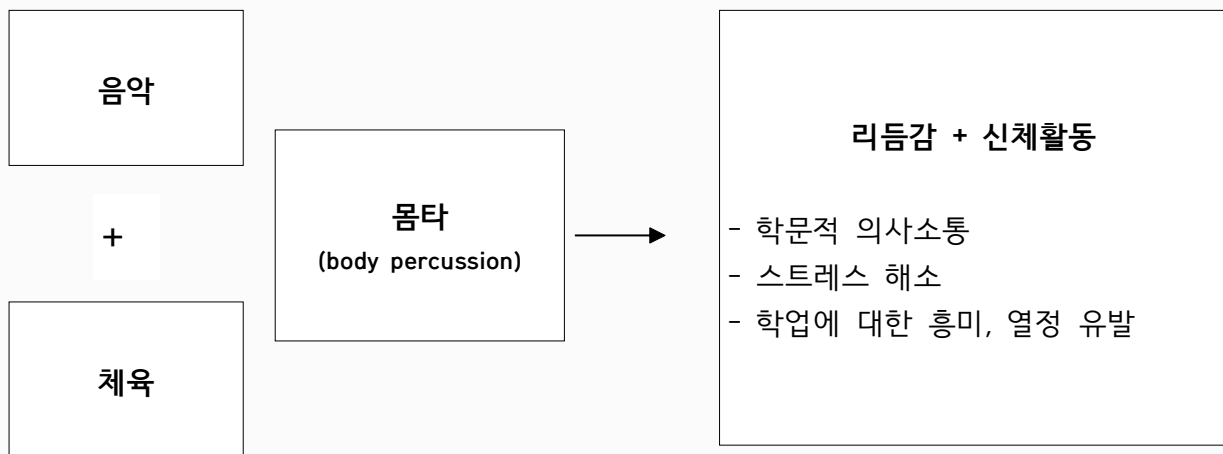 음악
+
체육
몸타
(body percussion)
리듬감 + 신체활동
- 학문적 의사소통
- 스트레스 해소
- 학업에 대한 흥미, 열정 유발